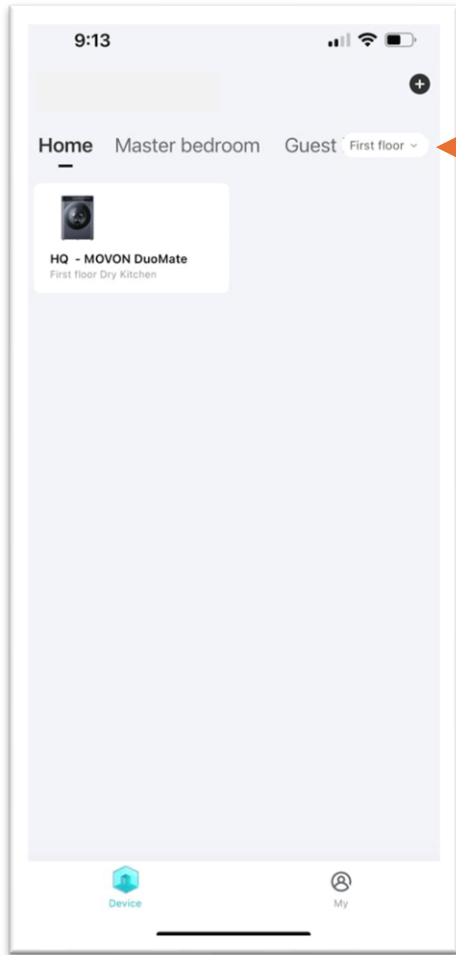 9:13
Home Master bedroom Guest First floor
HQ - MOVON DuoMate
First floor Dry Kitchen
Device My